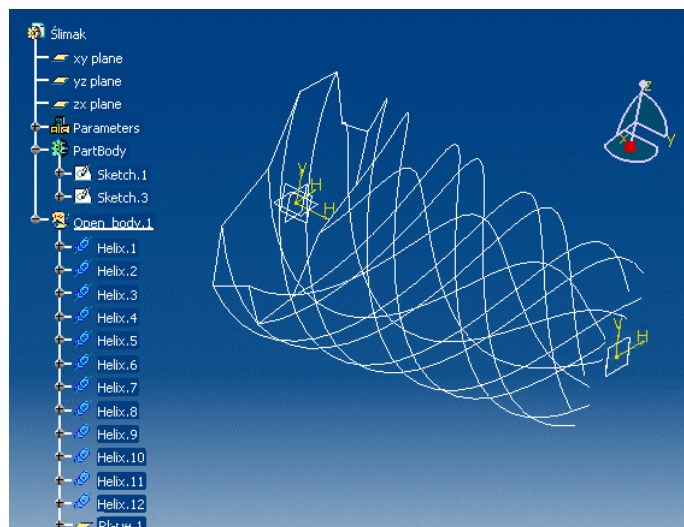 Ślimak
xy plane
yz plane
zx plane
Parameters
PartBody
Sketch.1
Sketch.3
Open_body.1
Helix.1
Helix.2
Helix.3
Helix.4
Helix.5
Helix.6
Helix.7
Helix.8
Helix.9
Helix.10
Helix.11
Helix.12
z
x
y
V
H
H
V
H